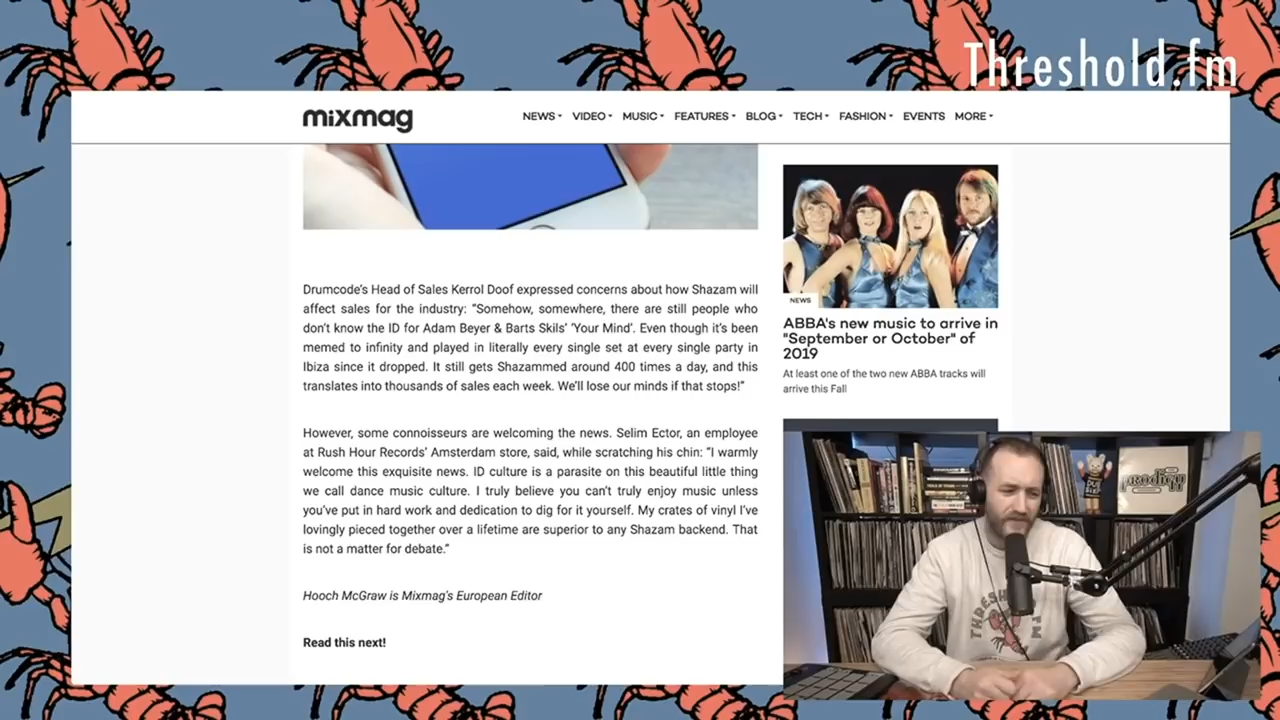 Threshold.fm
mixmag
NEWS VIDEO MUSIC FEATURES BLOG TECH FASHION EVENTS MORE
Drumcode's Head of Sales Kerrol Doof expressed concerns about how Shazam will
affect sales for the industry: “Somehow, somewhere, there are still people who
don't know the ID for Adam Beyer & Barts Skils' 'Your Mind'. Even though it's been
memed to infinity and played in literally every single set at every single party in
Ibiza since it dropped. It still gets Shazammed around 400 times a day, and this
translates into thousands of sales each week. We'll lose our minds if that stops!”
However, some connoisseurs are welcoming the news. Selim Ector, an employee
at Rush Hour Records' Amsterdam store, said, while scratching his chin: “I warmly
welcome this exquisite news. ID culture is a parasite on this beautiful little thing
we call dance music culture. I truly believe you can't truly enjoy music unless
you've put in hard work and dedication to dig for it yourself. My crates of vinyl I've
lovingly pieced together over a lifetime are superior to any Shazam backend. That
is not a matter for debate.”
Hooch McGraw is Mixmag's European Editor
Read this next!
NEWS
ABBA's new music to arrive in
"September or October" of
2019
At least one of the two new ABBA tracks will
arrive this Fall
prodigy
THRESHOLD FM